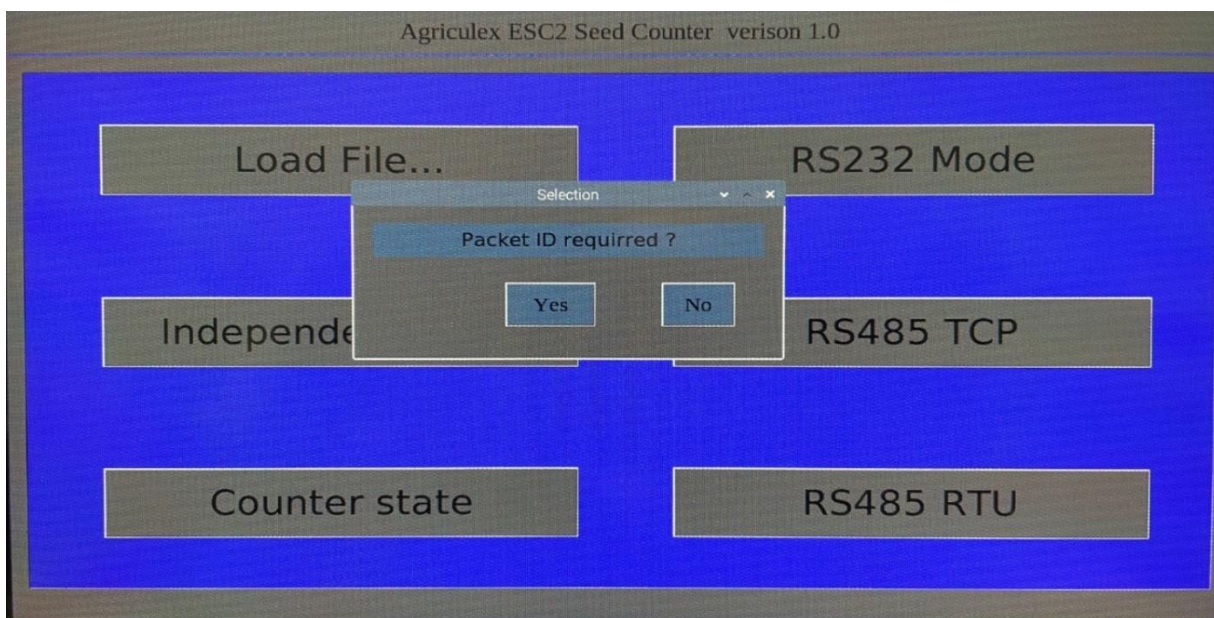 Agriculex ESC2 Seed Counter verison 1.0
Load File...
RS232 Mode
Selection
Packet ID requirred ?
Yes
No
RS485 TCP
Counter state
RS485 RTU